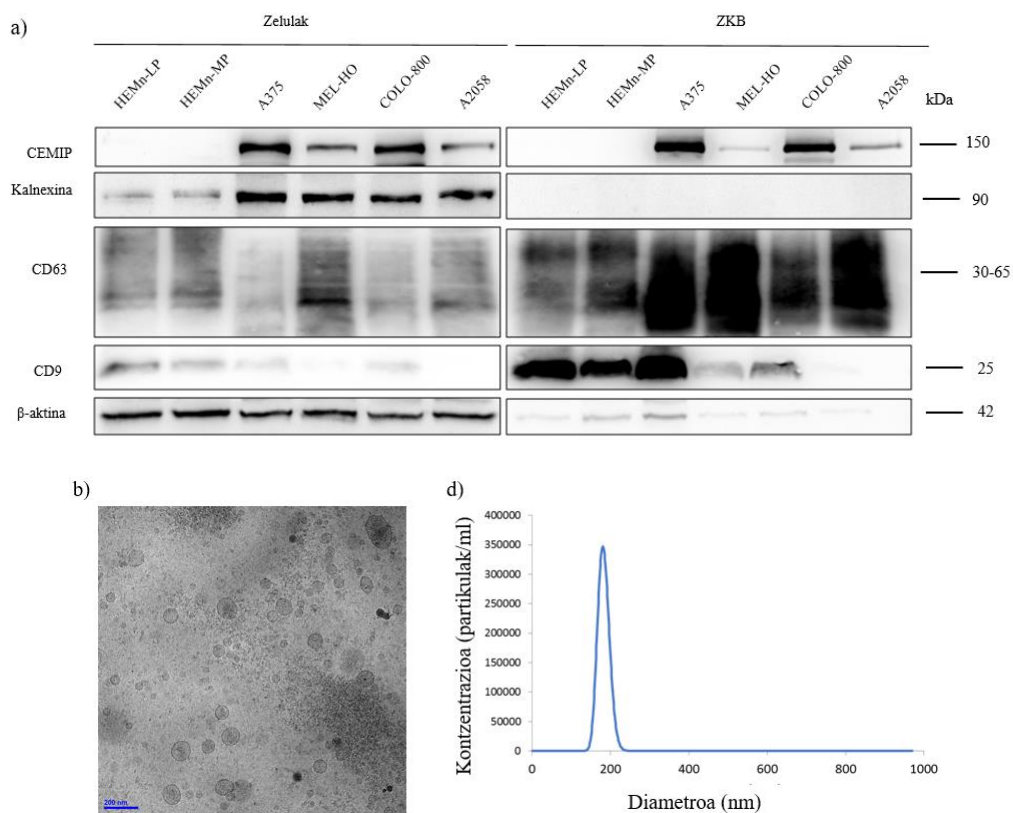 a)
Zelulak
ZKB
HEMn-LP
HEMn-MP
A375
MEL-HO
COLO-800
A2058
HEMn-LP
HEMn-MP
A375
MEL-HO
COLO-800
A2058
kDa
CEMIP
150
Kalnexina
90
CD63
30-65
CD9
25
β-aktina
42
b)
200 nm
d)
Kontzentrazioa (partikulak/ml)
400000
350000
300000
250000
200000
150000
100000
50000
0
0 200 400 600 800 1000
Diametroa (nm)